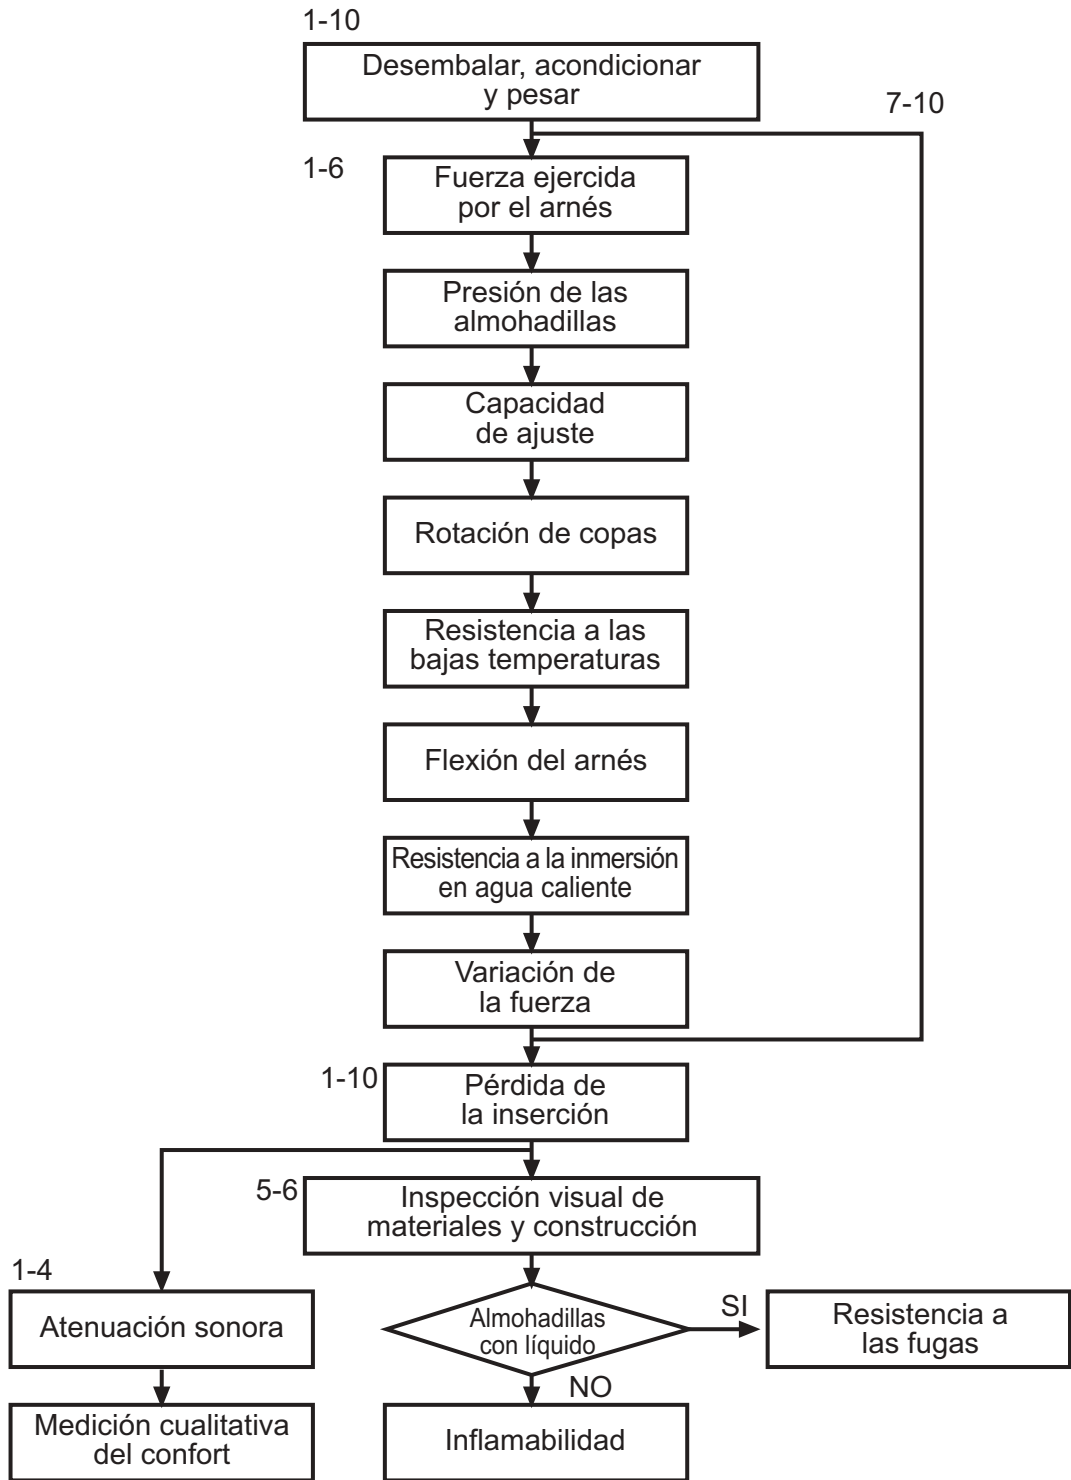 1-10
Desembalar, acondicionar
y pesar
7-10
1-6
Fuerza ejercida
por el arnés
Presión de las
almohadillas
Capacidad
de ajuste
Rotación de copas
Resistencia a las
bajas temperaturas
Flexión del arnés
Resistencia a la inmersión
en agua caliente
Variación de
la fuerza
1-10
Pérdida de
la inserción
5-6
Inspección visual de
materiales y construcción
1-4
Atenuación sonora
Almohadillas
con líquido
SI
Resistencia a
las fugas
NO
Medición cualitativa
del confort
Inflamabilidad